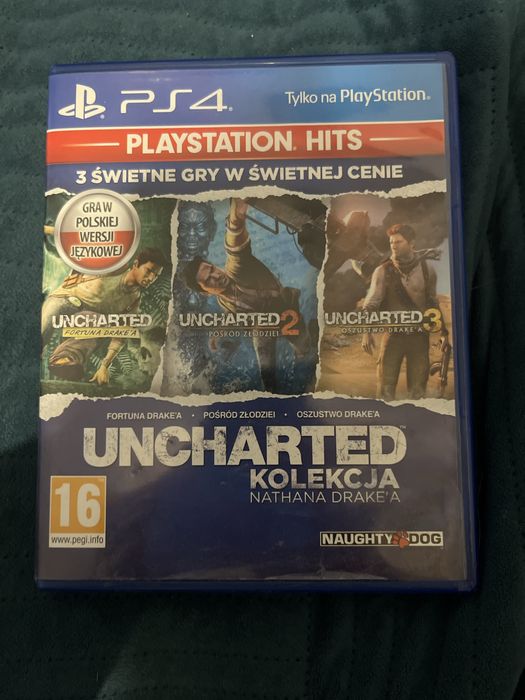 PS4
Tylko na PlayStation®
PLAYSTATION® HITS
3 ŚWIETNE GRY W ŚWIETNEJ CENIE
GRA W
POLSKIEJ
WERSJI
JĘZYKOWEJ
UNCHARTED
FORTUNA DRAKE'A
UNCHARTED 2
POŚRÓD ZŁODZIEI
UNCHARTED 3
OSZUSTWO DRAKE'A
FORTUNA DRAKE'A • POŚRÓD ZŁODZIEI • OSZUSTWO DRAKE'A
UNCHARTED™
KOLEKCJA
NATHANA DRAKE'A
16
www.pegi.info
NAUGHTY DOG